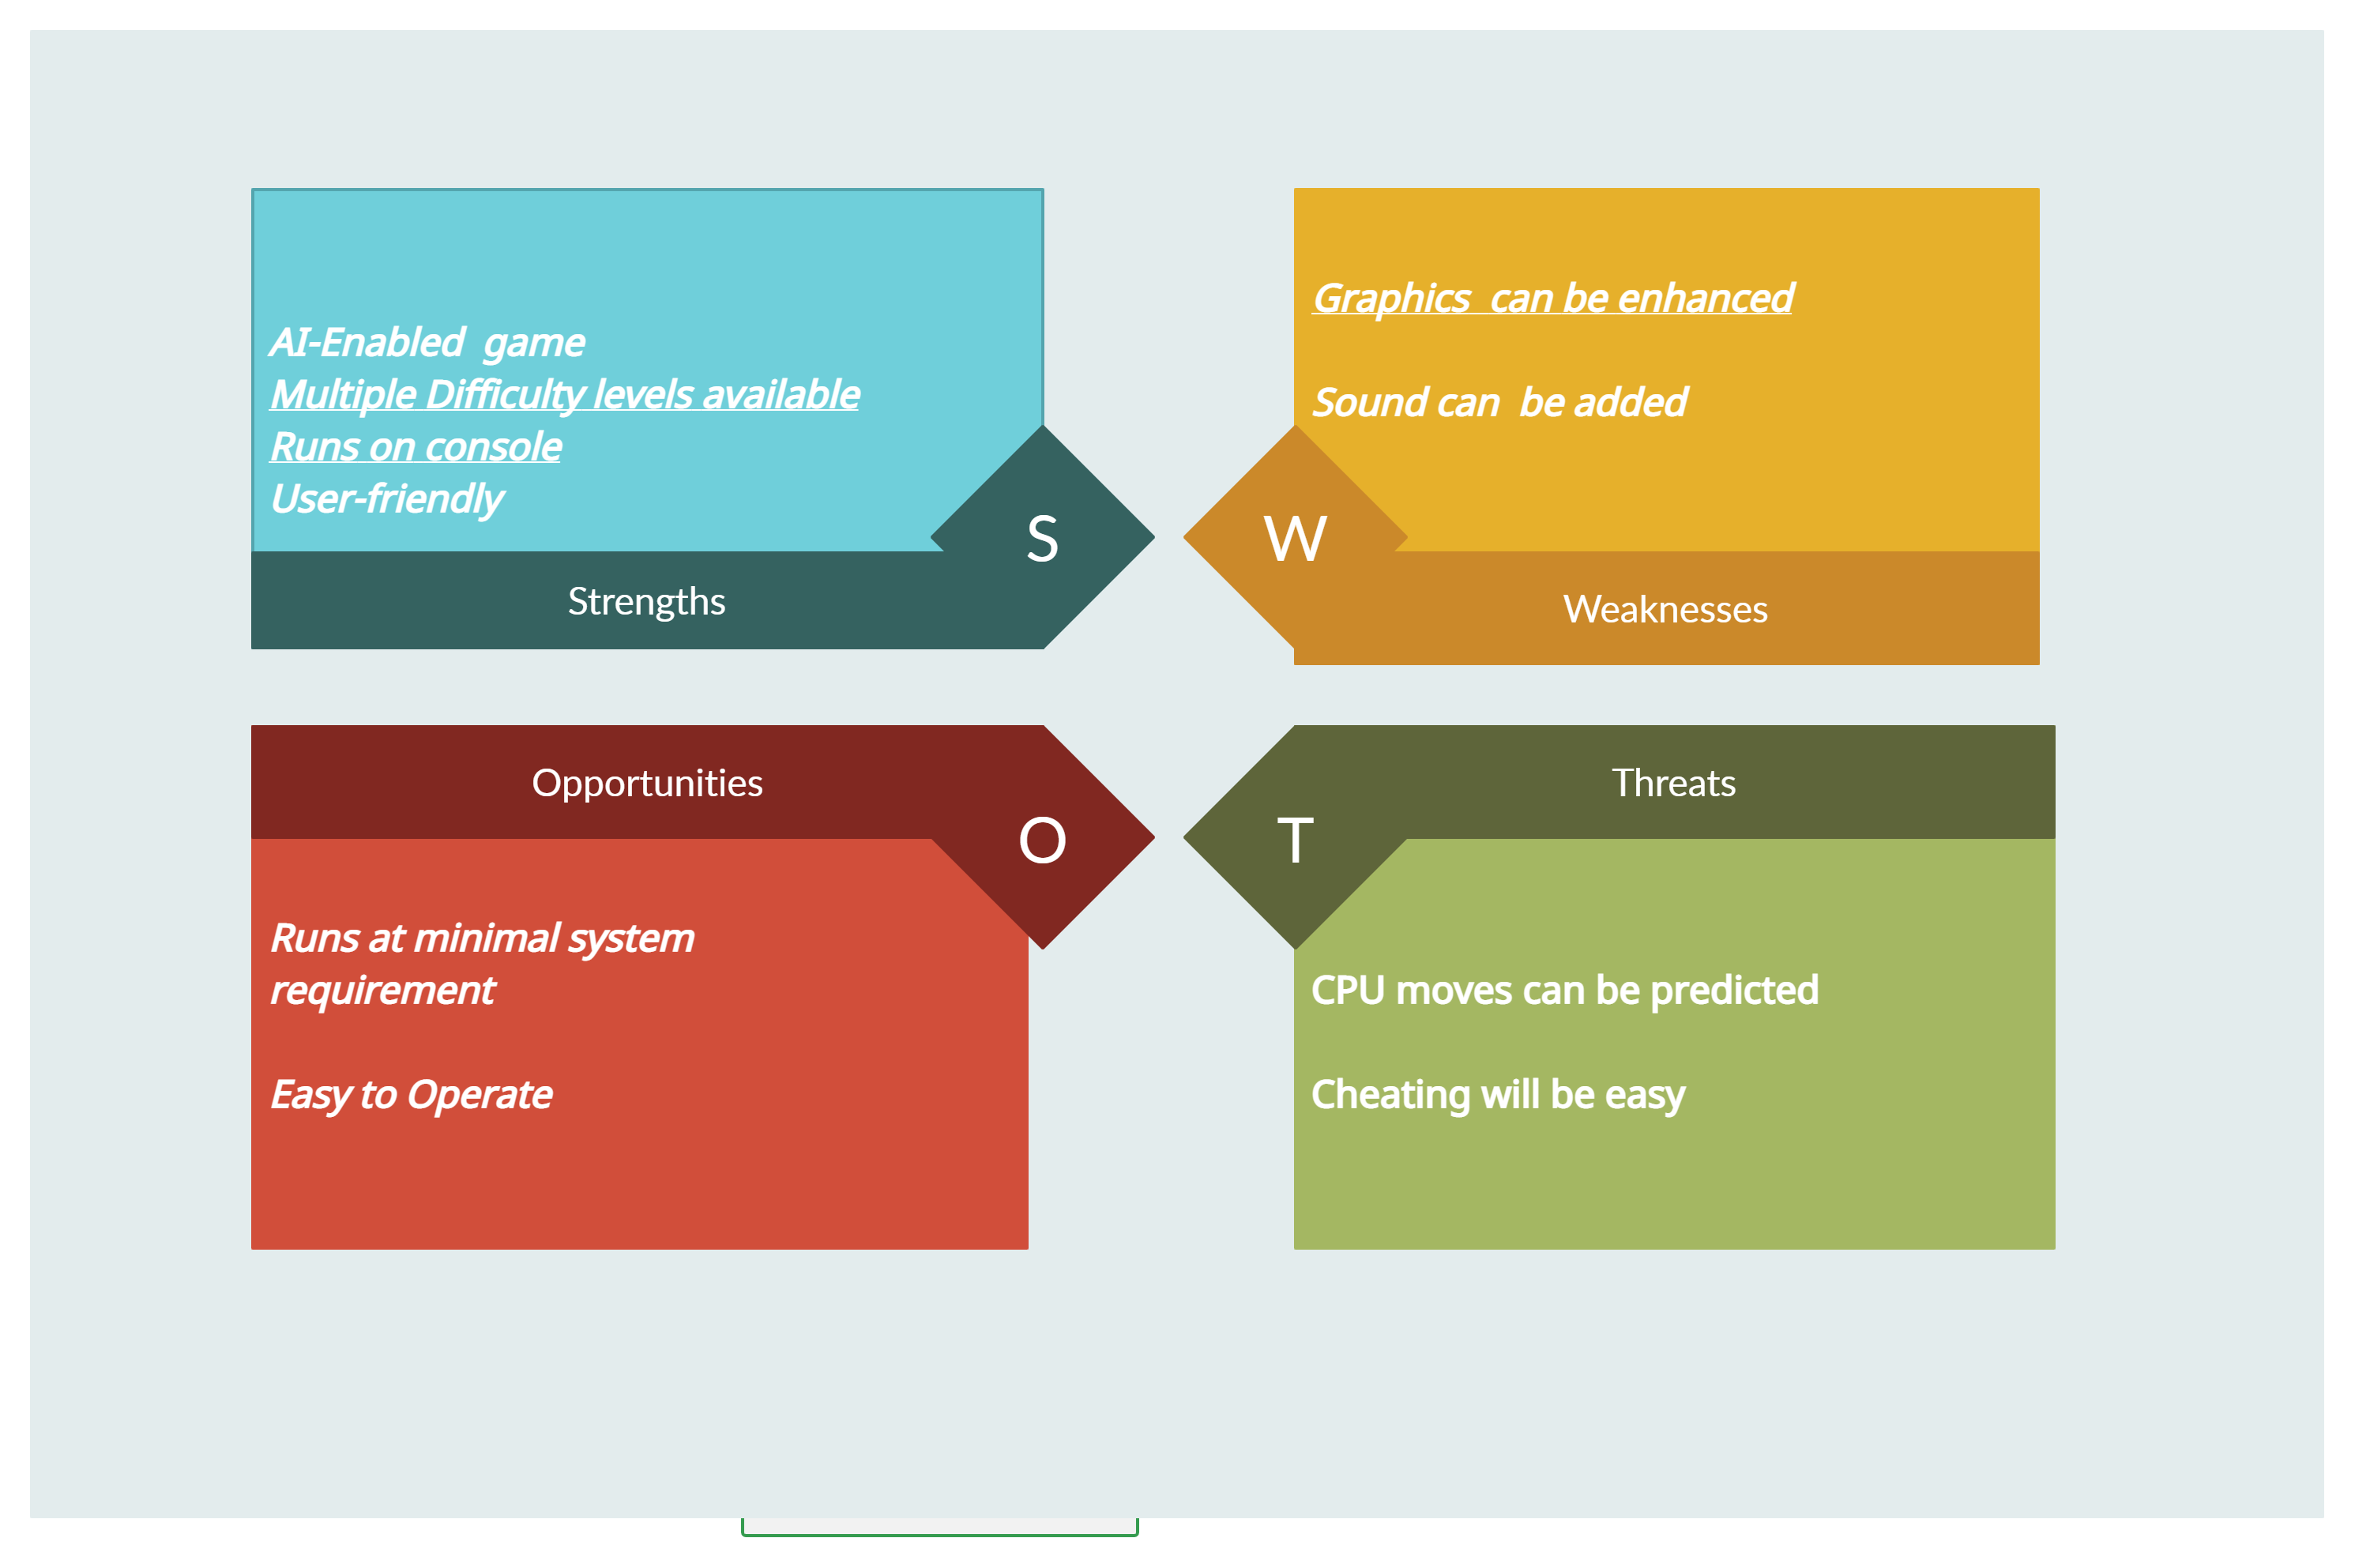 AI-Enabled  game
Multiple Difficulty levels available
Runs on console
User-friendly
S
Strengths
Graphics  can be enhanced
Sound can  be added
W
Weaknesses
Opportunities
O
Runs at minimal system
requirement
Easy to Operate
Threats
T
CPU moves can be predicted
Cheating will be easy